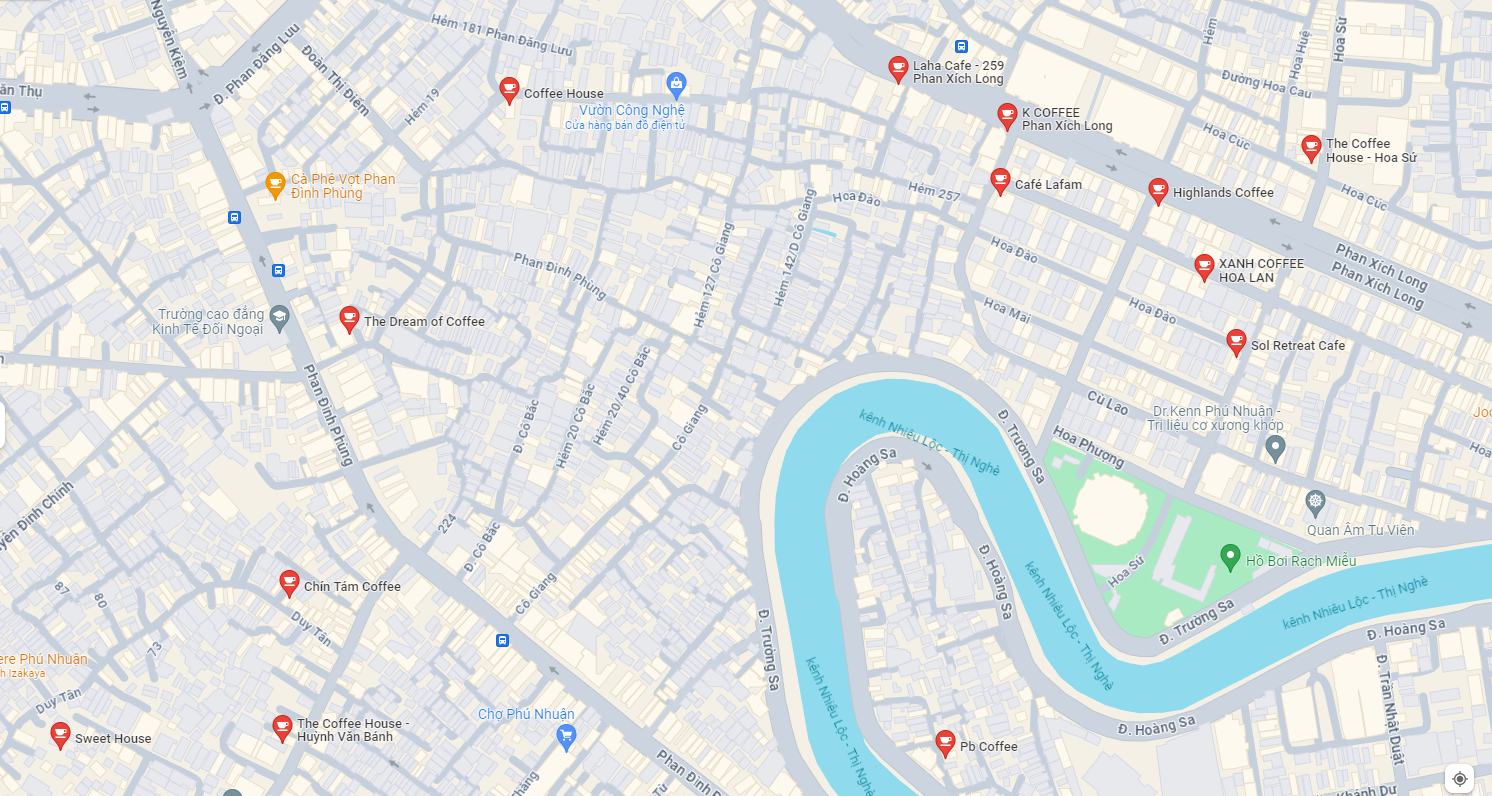 Nguyễn Kiệm
Đ. Phan Đăng Lưu
Đoàn Thị Điểm
Hẻm 181 Phan Đăng Lưu
Hẻm 19
Coffee House
Vườn Công Nghệ
Cửa hàng bán đồ điện tử
Laha Cafe - 259
Phan Xích Long
K COFFEE
Phan Xích Long
Hẻm
Hoa Huệ
Hoa Sứ
Đường Hoa Cau
Hoa Cúc
The Coffee
House - Hoa Sứ
Hoa Cúc
Cà Phê Vợt Phan
Đình Phùng
Café Lafam
Hẻm 257
Hoa Đào
Highlands Coffee
Hẻm 127 Cô Giang
Hẻm 142/D Cô Giang
Hoa Đào
XANH COFFEE
HOA LAN
Phan Xích Long
Phan Xích Long
Phan Đình Phùng
Hoa Mai
Hoa Đào
Trường cao đẳng
Kinh Tế Đối Ngoại
The Dream of Coffee
Sol Retreat Cafe
Phan Đình Phùng
Đ. Cô Bắc
Hẻm 20 Cô Bắc
Hẻm 20/40 Cô Bắc
Cô Giang
Cù Lao
Dr.Kenn Phú Nhuận -
Trị liệu cơ xương khớp
kênh Nhiêu Lộc - Thị Nghè
Đ. Trường Sa
Hoa Phượng
Đ. Hoàng Sa
224
Đ. Cô Bắc
Quan Âm Tu Viện
Đ. Hoàng Sa
kênh Nhiêu Lộc - Thị Nghè
Hoa Sứ
Hồ Bơi Rạch Miễu
87
80
73
Chín Tám Coffee
Duy Tân
Cô Giang
Đ. Trường Sa
Đ. Trường Sa
kênh Nhiêu Lộc - Thị Nghè
Đ. Hoàng Sa
ere Phú Nhuận
h Izakaya
Duy Tân
Sweet House
The Coffee House -
Huỳnh Văn Bánh
Chợ Phú Nhuận
kênh Nhiêu Lộc - Thị Nghè
Pb Coffee
Đ. Hoàng Sa
Đ. Trần Nhật Duật